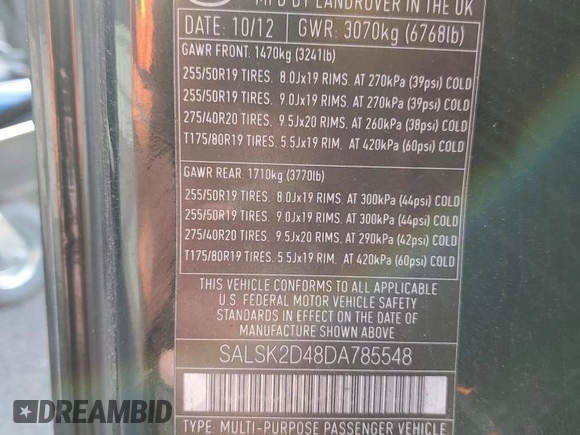 MFD BY LANDROVER IN THE UK
DATE: 10/12 GWR: 3070kg (6768lb)
GAWR FRONT: 1470kg (3241lb)
255/50R19 TIRES. 8.0Jx19 RIMS. AT 270kPa (39psi) COLD
255/50R19 TIRES. 9.0Jx19 RIMS. AT 270kPa (39psi) COLD
275/40R20 TIRES. 9.5Jx20 RIMS. AT 260kPa (38psi) COLD
T175/80R19 TIRES. 5.5Jx19 RIM. AT 420kPa (60psi) COLD
GAWR REAR: 1710kg (3770lb)
255/50R19 TIRES. 8.0Jx19 RIMS. AT 300kPa (44psi) COLD
255/50R19 TIRES. 9.0Jx19 RIMS. AT 300kPa (44psi) COLD
275/40R20 TIRES. 9.5Jx20 RIMS. AT 290kPa (42psi) COLD
T175/80R19 TIRES. 5.5Jx19 RIM. AT 420kPa (60psi) COLD
THIS VEHICLE CONFORMS TO ALL APPLICABLE
U.S. FEDERAL MOTOR VEHICLE SAFETY
STANDARDS IN EFFECT ON THE DATE OF
MANUFACTURE SHOWN ABOVE
SALSK2D48DA785548
TYPE: MULTI-PURPOSE PASSENGER VEHICLE
DREAMBID